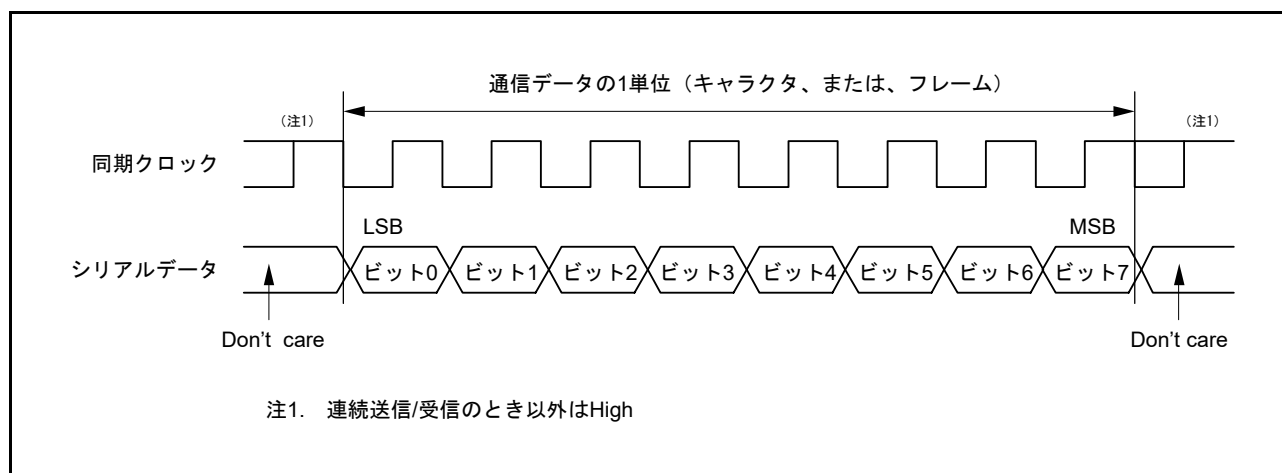 通信データの1単位（キャラクタ、または、フレーム）
（注1）
（注1）
同期クロック
LSB
MSB
シリアルデータ
ビット0 ビット1 ビット2 ビット3 ビット4 ビット5 ビット6 ビット7
Don't care
Don't care
注1. 連続送信/受信のとき以外はHigh